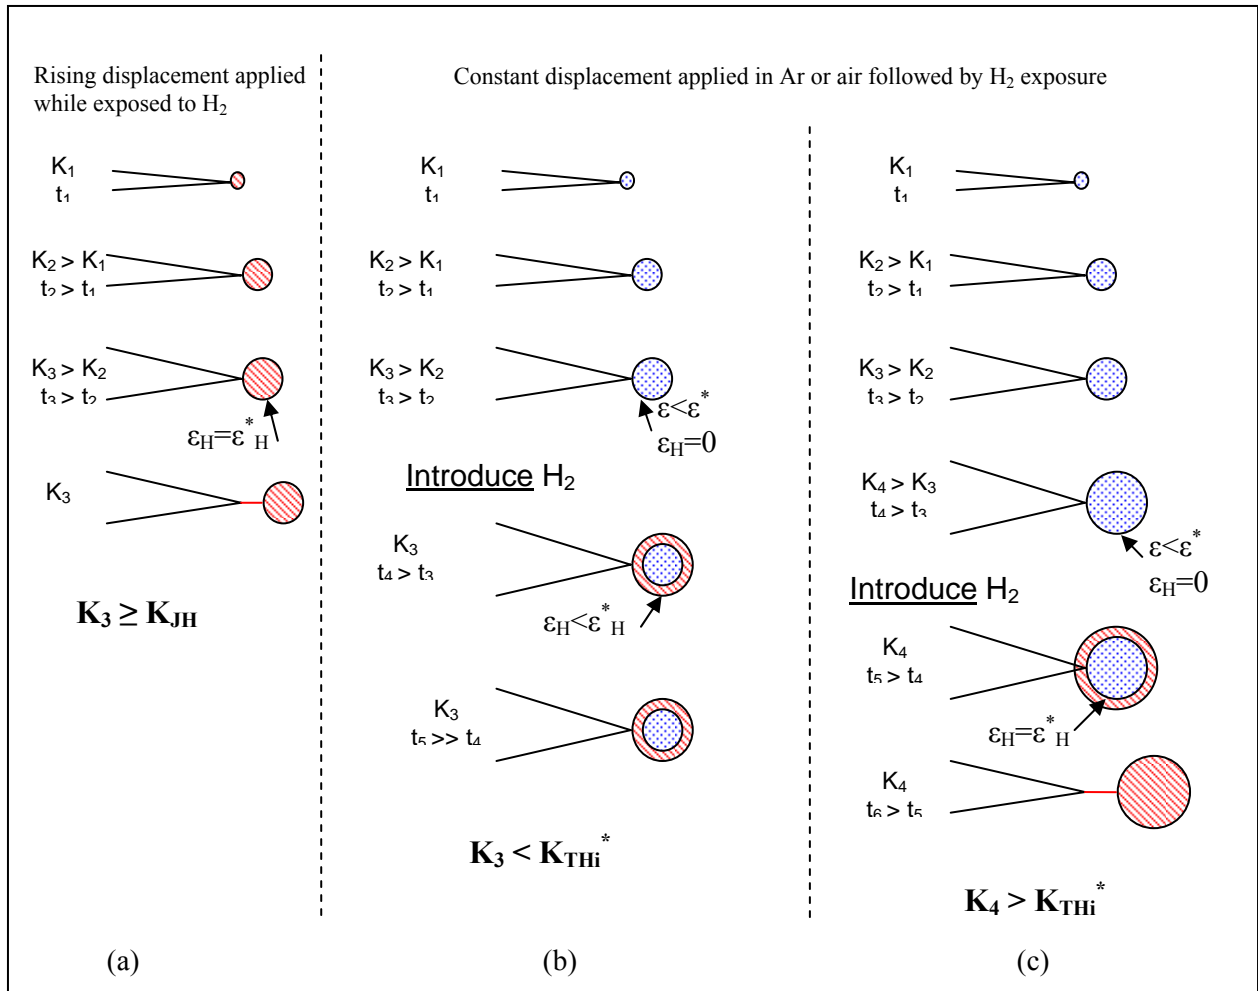 Rising displacement applied
while exposed to H₂
Constant displacement applied in Ar or air followed by H₂ exposure
K₁
t₁
K₂ > K₁
t₂ > t₁
K₃ > K₂
t₃ > t₂
εH=ε*H
K₃
K₃ ≥ KJH
(a)
K₁
t₁
K₂ > K₁
t₂ > t₁
K₃ > K₂
t₃ > t₂
ε<ε*
εH=0
Introduce H₂
K₃
t₄ > t₃
εH<ε*H
K₃
t₅ >> t₄
K₃ < KTHi*
(b)
K₁
t₁
K₂ > K₁
t₂ > t₁
K₃ > K₂
t₃ > t₂
K₄ > K₃
t₄ > t₃
ε<ε*
εH=0
Introduce H₂
K₄
t₅ > t₄
εH=ε*H
K₄
t₆ > t₅
K₄ > KTHi*
(c)